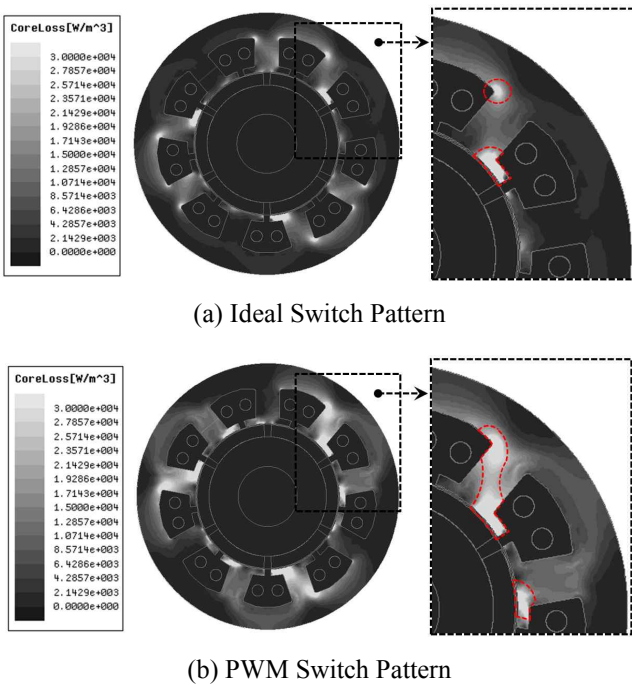 CoreLoss[W/m^3]
3.0000e+004
2.7857e+004
2.5714e+004
2.3571e+004
2.1429e+004
1.9286e+004
1.7143e+004
1.5000e+004
1.2857e+004
1.0714e+004
8.5714e+003
6.4286e+003
4.2857e+003
2.1429e+003
0.0000e+000
(a) Ideal Switch Pattern
CoreLoss[W/m^3]
3.0000e+004
2.7857e+004
2.5714e+004
2.3571e+004
2.1429e+004
1.9286e+004
1.7143e+004
1.5000e+004
1.2857e+004
1.0714e+004
8.5714e+003
6.4286e+003
4.2857e+003
2.1429e+003
0.0000e+000
(b) PWM Switch Pattern